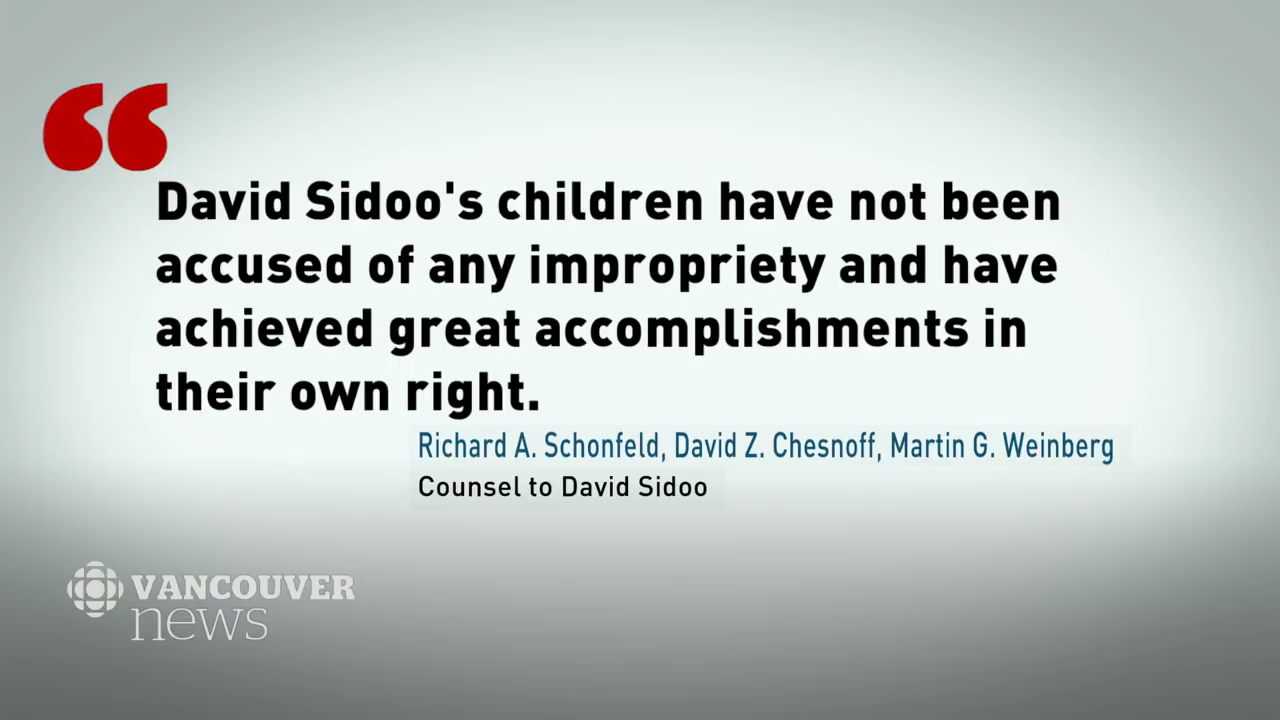 “
David Sidoo's children have not been
accused of any impropriety and have
achieved great accomplishments in
their own right.
Richard A. Schonfeld, David Z. Chesnoff, Martin G. Weinberg
Counsel to David Sidoo
VANCOUVER
news